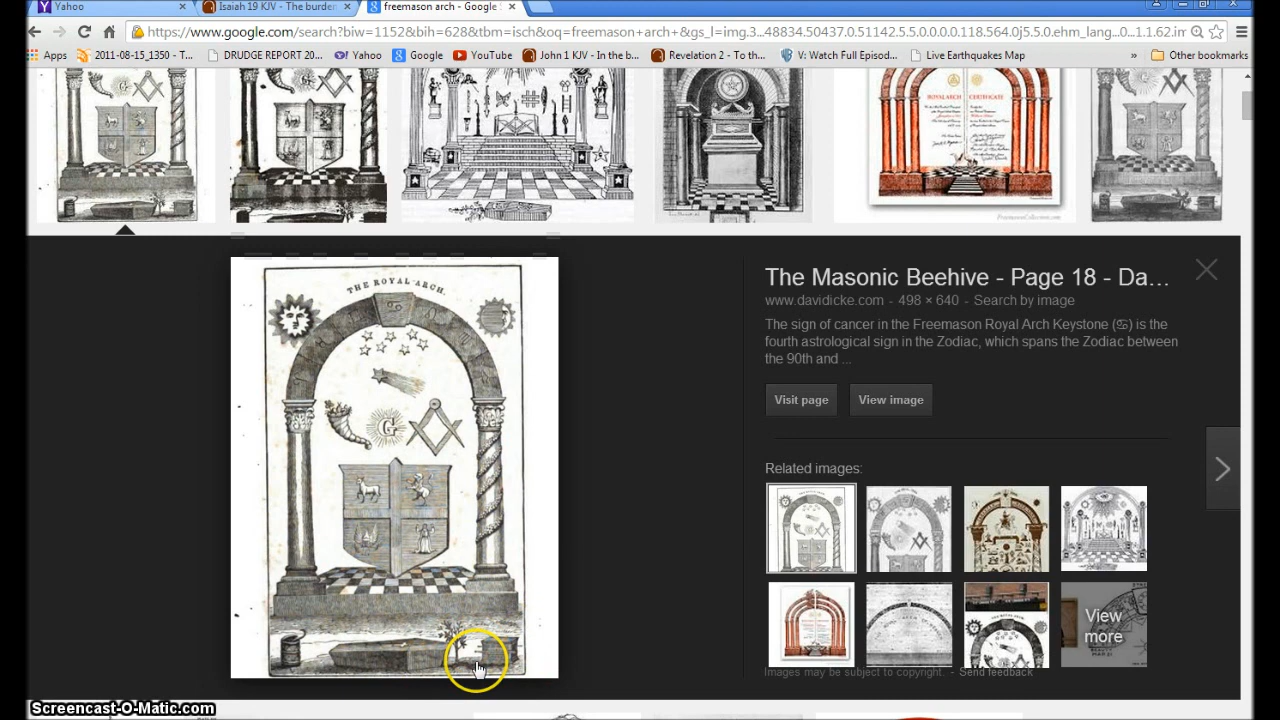 Yahoo
Isaiah 19 KJV - The burden
freemason arch - Google
https://www.google.com/search?biw=1152&bih=628&tbm=isch&oq=freemason+arch+&gs_l=img.3...48834.50437.0.51142.5.5.0.0.0.0.118.564.0j5.5.0.ehm_lang...0...1.1.62.im
Apps
2011-08-15_1350 - T...
DRUDGE REPORT 20...
Yahoo
Google
YouTube
John 1 KJV - In the b...
Revelation 2 - To th...
V: Watch Full Episod...
Live Earthquakes Map
»
Other bookmarks
ROYAL ARCH CERTIFICATE
THE ROYAL ARCH.
G
The Masonic Beehive - Page 18 - Da...
www.davidicke.com - 498 × 640 - Search by image
The sign of cancer in the Freemason Royal Arch Keystone (♋) is the
fourth astrological sign in the Zodiac, which spans the Zodiac between
the 90th and ...
Visit page
View image
Related images:
View
more
Images may be subject to copyright. - Send feedback
Screencast-O-Matic.com